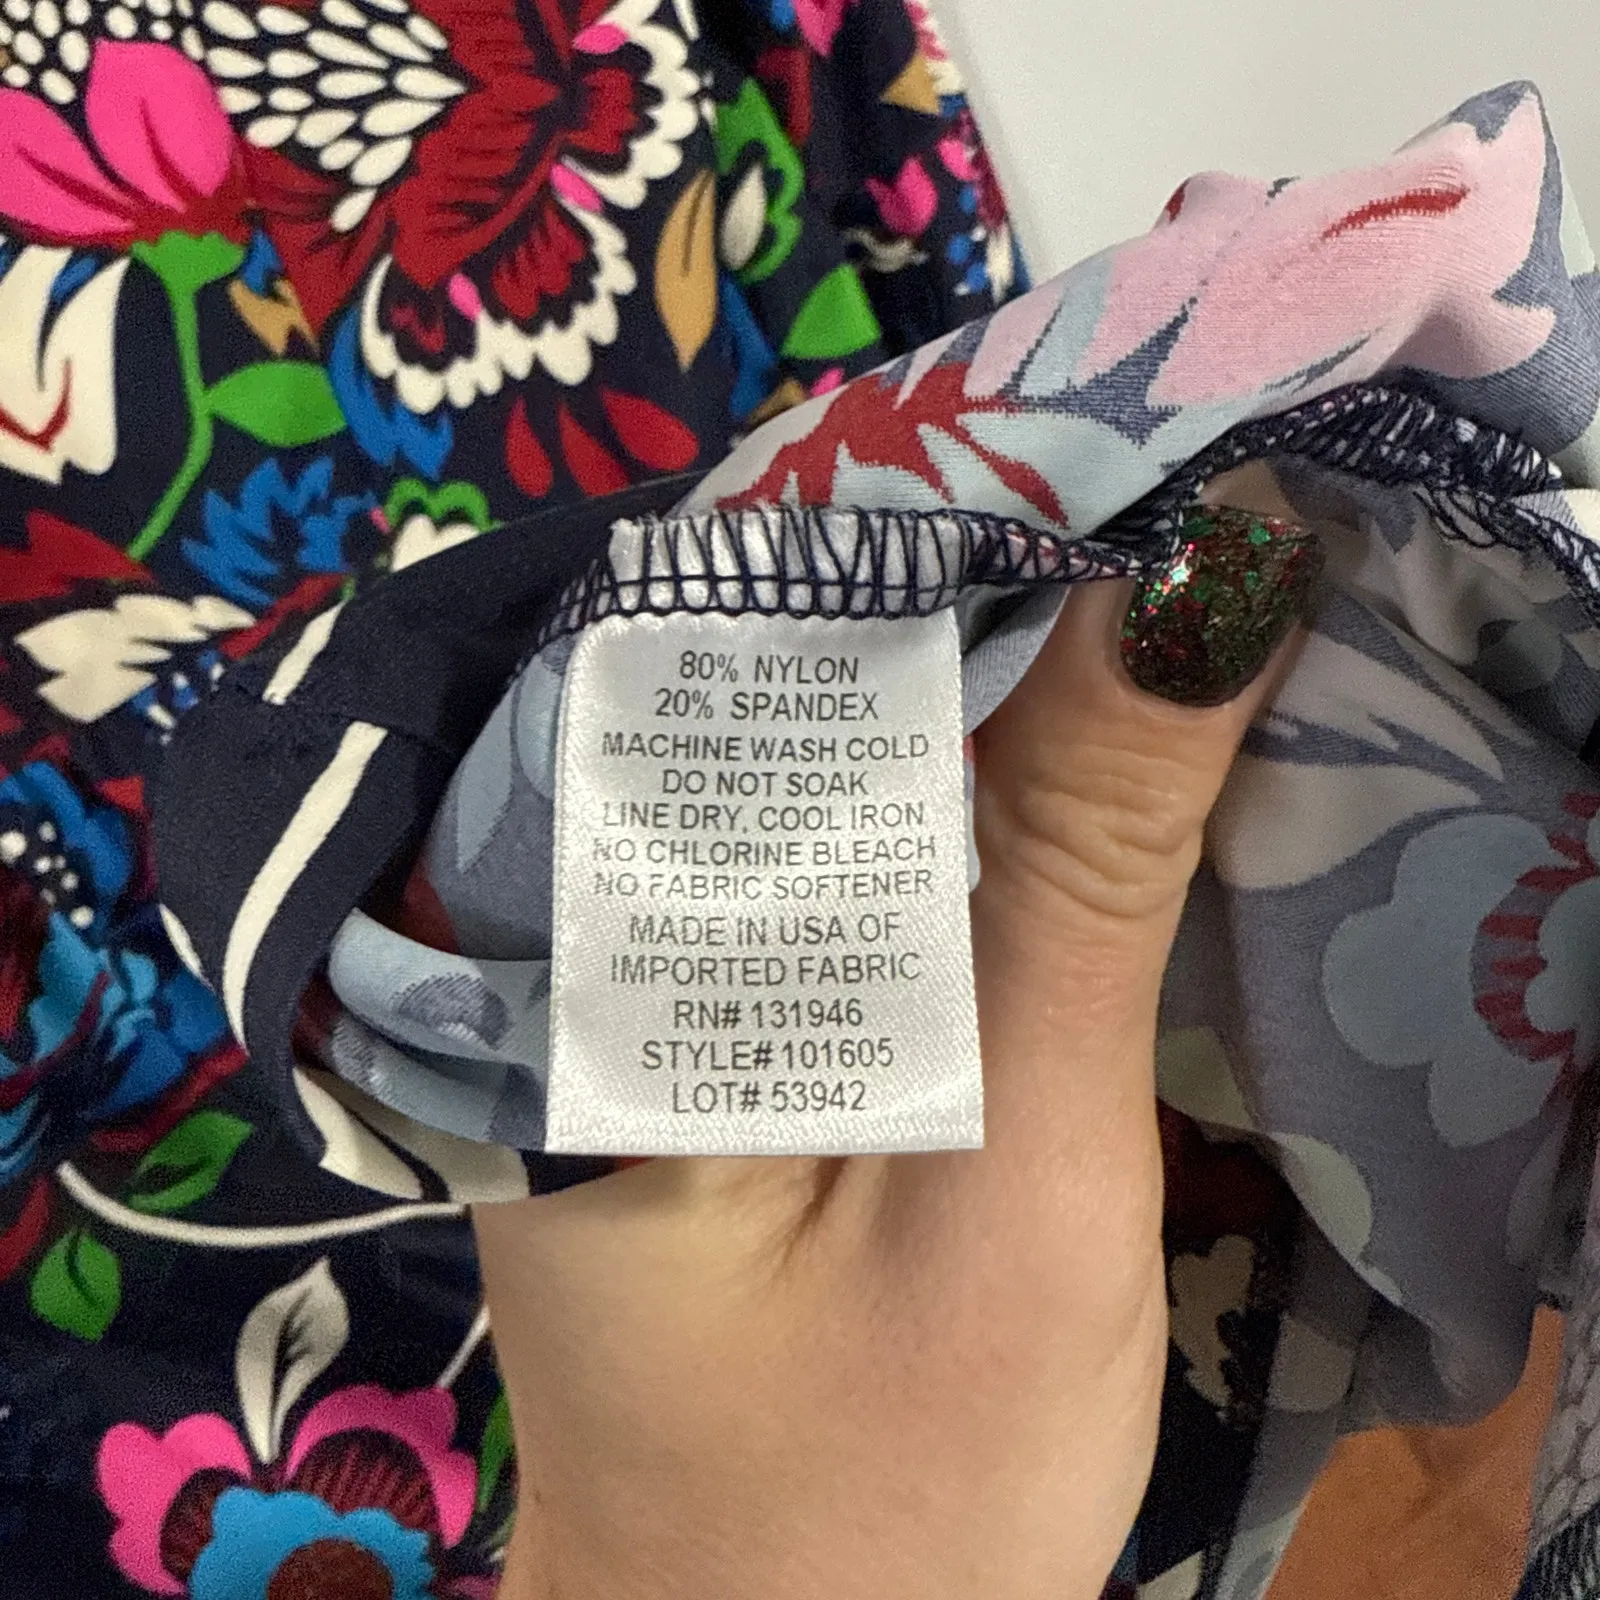 80% NYLON
20% SPANDEX
MACHINE WASH COLD
DO NOT SOAK
LINE DRY, COOL IRON
NO CHLORINE BLEACH
NO FABRIC SOFTENER
MADE IN USA OF
IMPORTED FABRIC
RN# 131946
STYLE# 101605
LOT# 53942